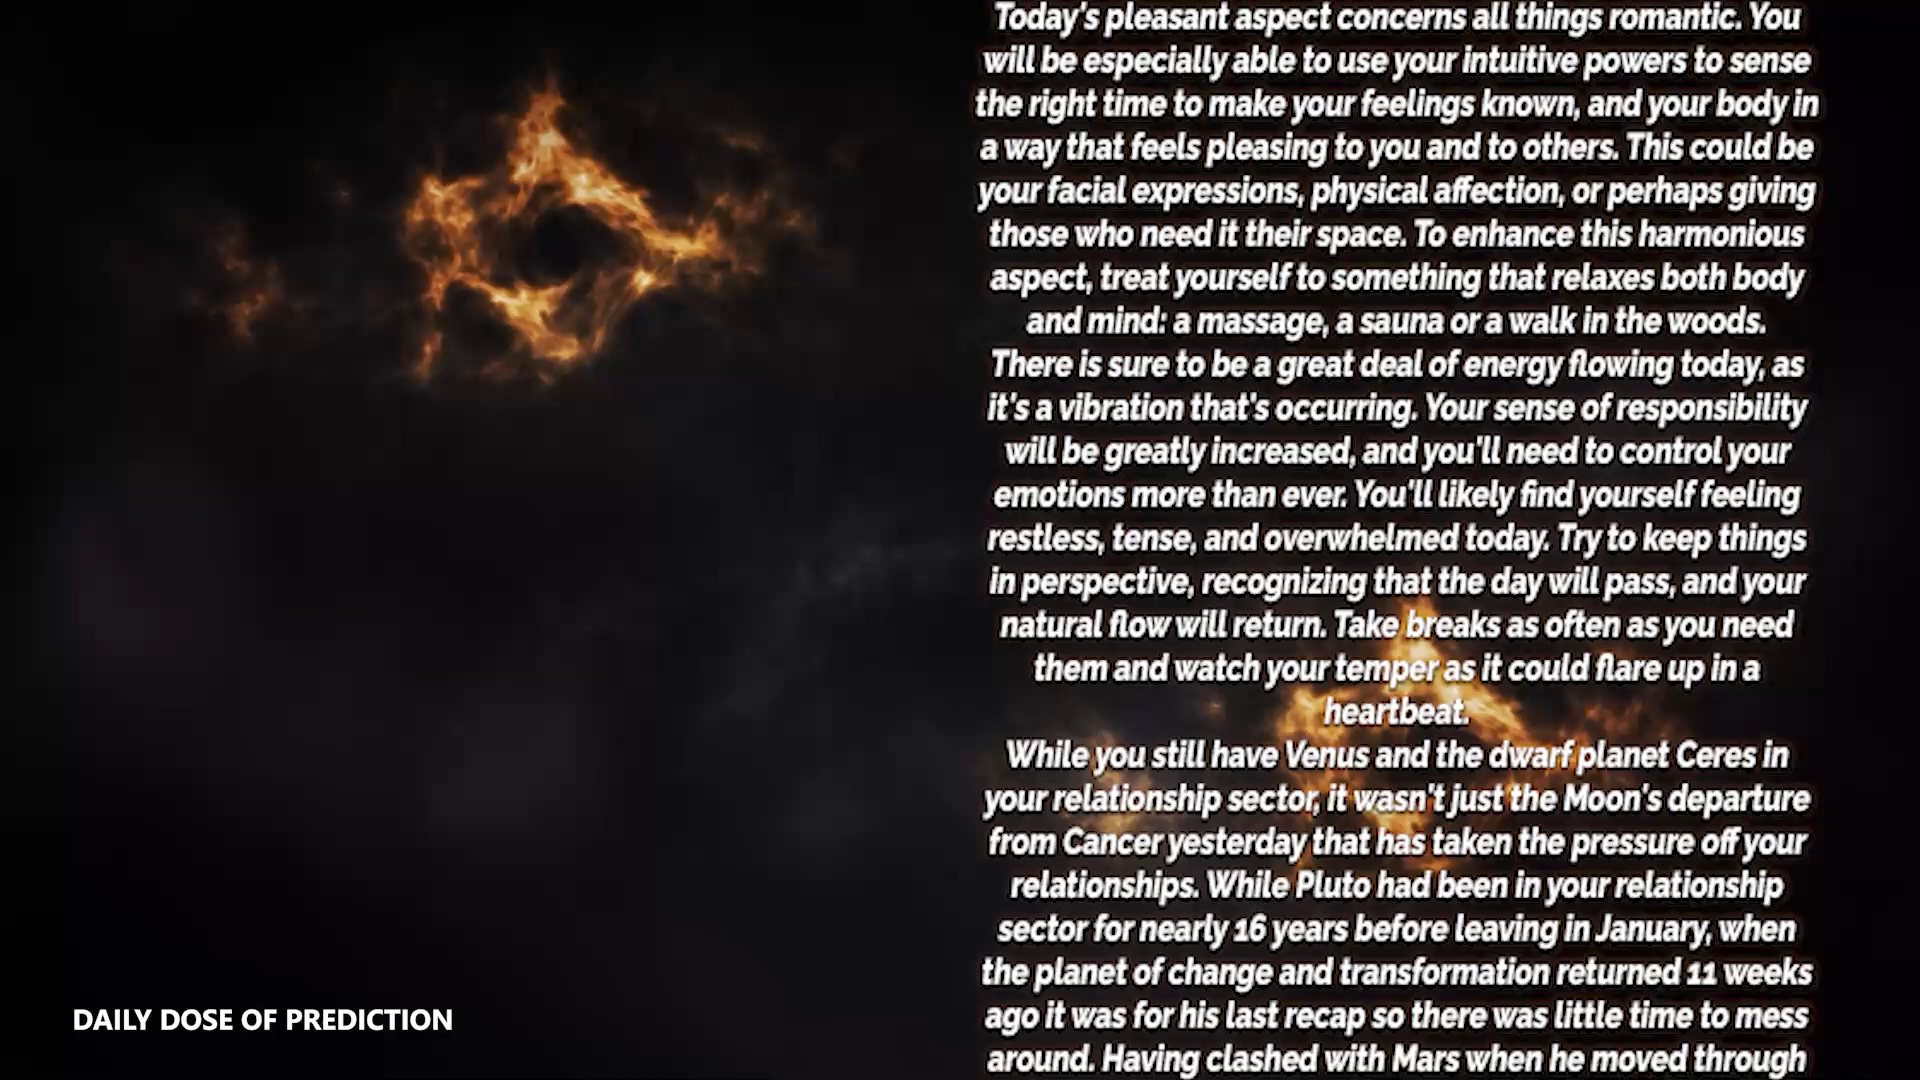 Today's pleasant aspect concerns all things romantic. You
will be especially able to use your intuitive powers to sense
the right time to make your feelings known, and your body in
a way that feels pleasing to you and to others. This could be
your facial expressions, physical affection, or perhaps giving
those who need it their space. To enhance this harmonious
aspect, treat yourself to something that relaxes both body
and mind: a massage, a sauna or a walk in the woods.
There is sure to be a great deal of energy flowing today, as
it's a vibration that's occurring. Your sense of responsibility
will be greatly increased, and you'll need to control your
emotions more than ever. You'll likely find yourself feeling
restless, tense, and overwhelmed today. Try to keep things
in perspective, recognizing that the day will pass, and your
natural flow will return. Take breaks as often as you need
them and watch your temper as it could flare up in a
heartbeat.
While you still have Venus and the dwarf planet Ceres in
your relationship sector, it wasn't just the Moon's departure
from Cancer yesterday that has taken the pressure off your
relationships. While Pluto had been in your relationship
sector for nearly 16 years before leaving in January, when
the planet of change and transformation returned 11 weeks
ago it was for his last recap so there was little time to mess
around. Having clashed with Mars when he moved through
DAILY DOSE OF PREDICTION